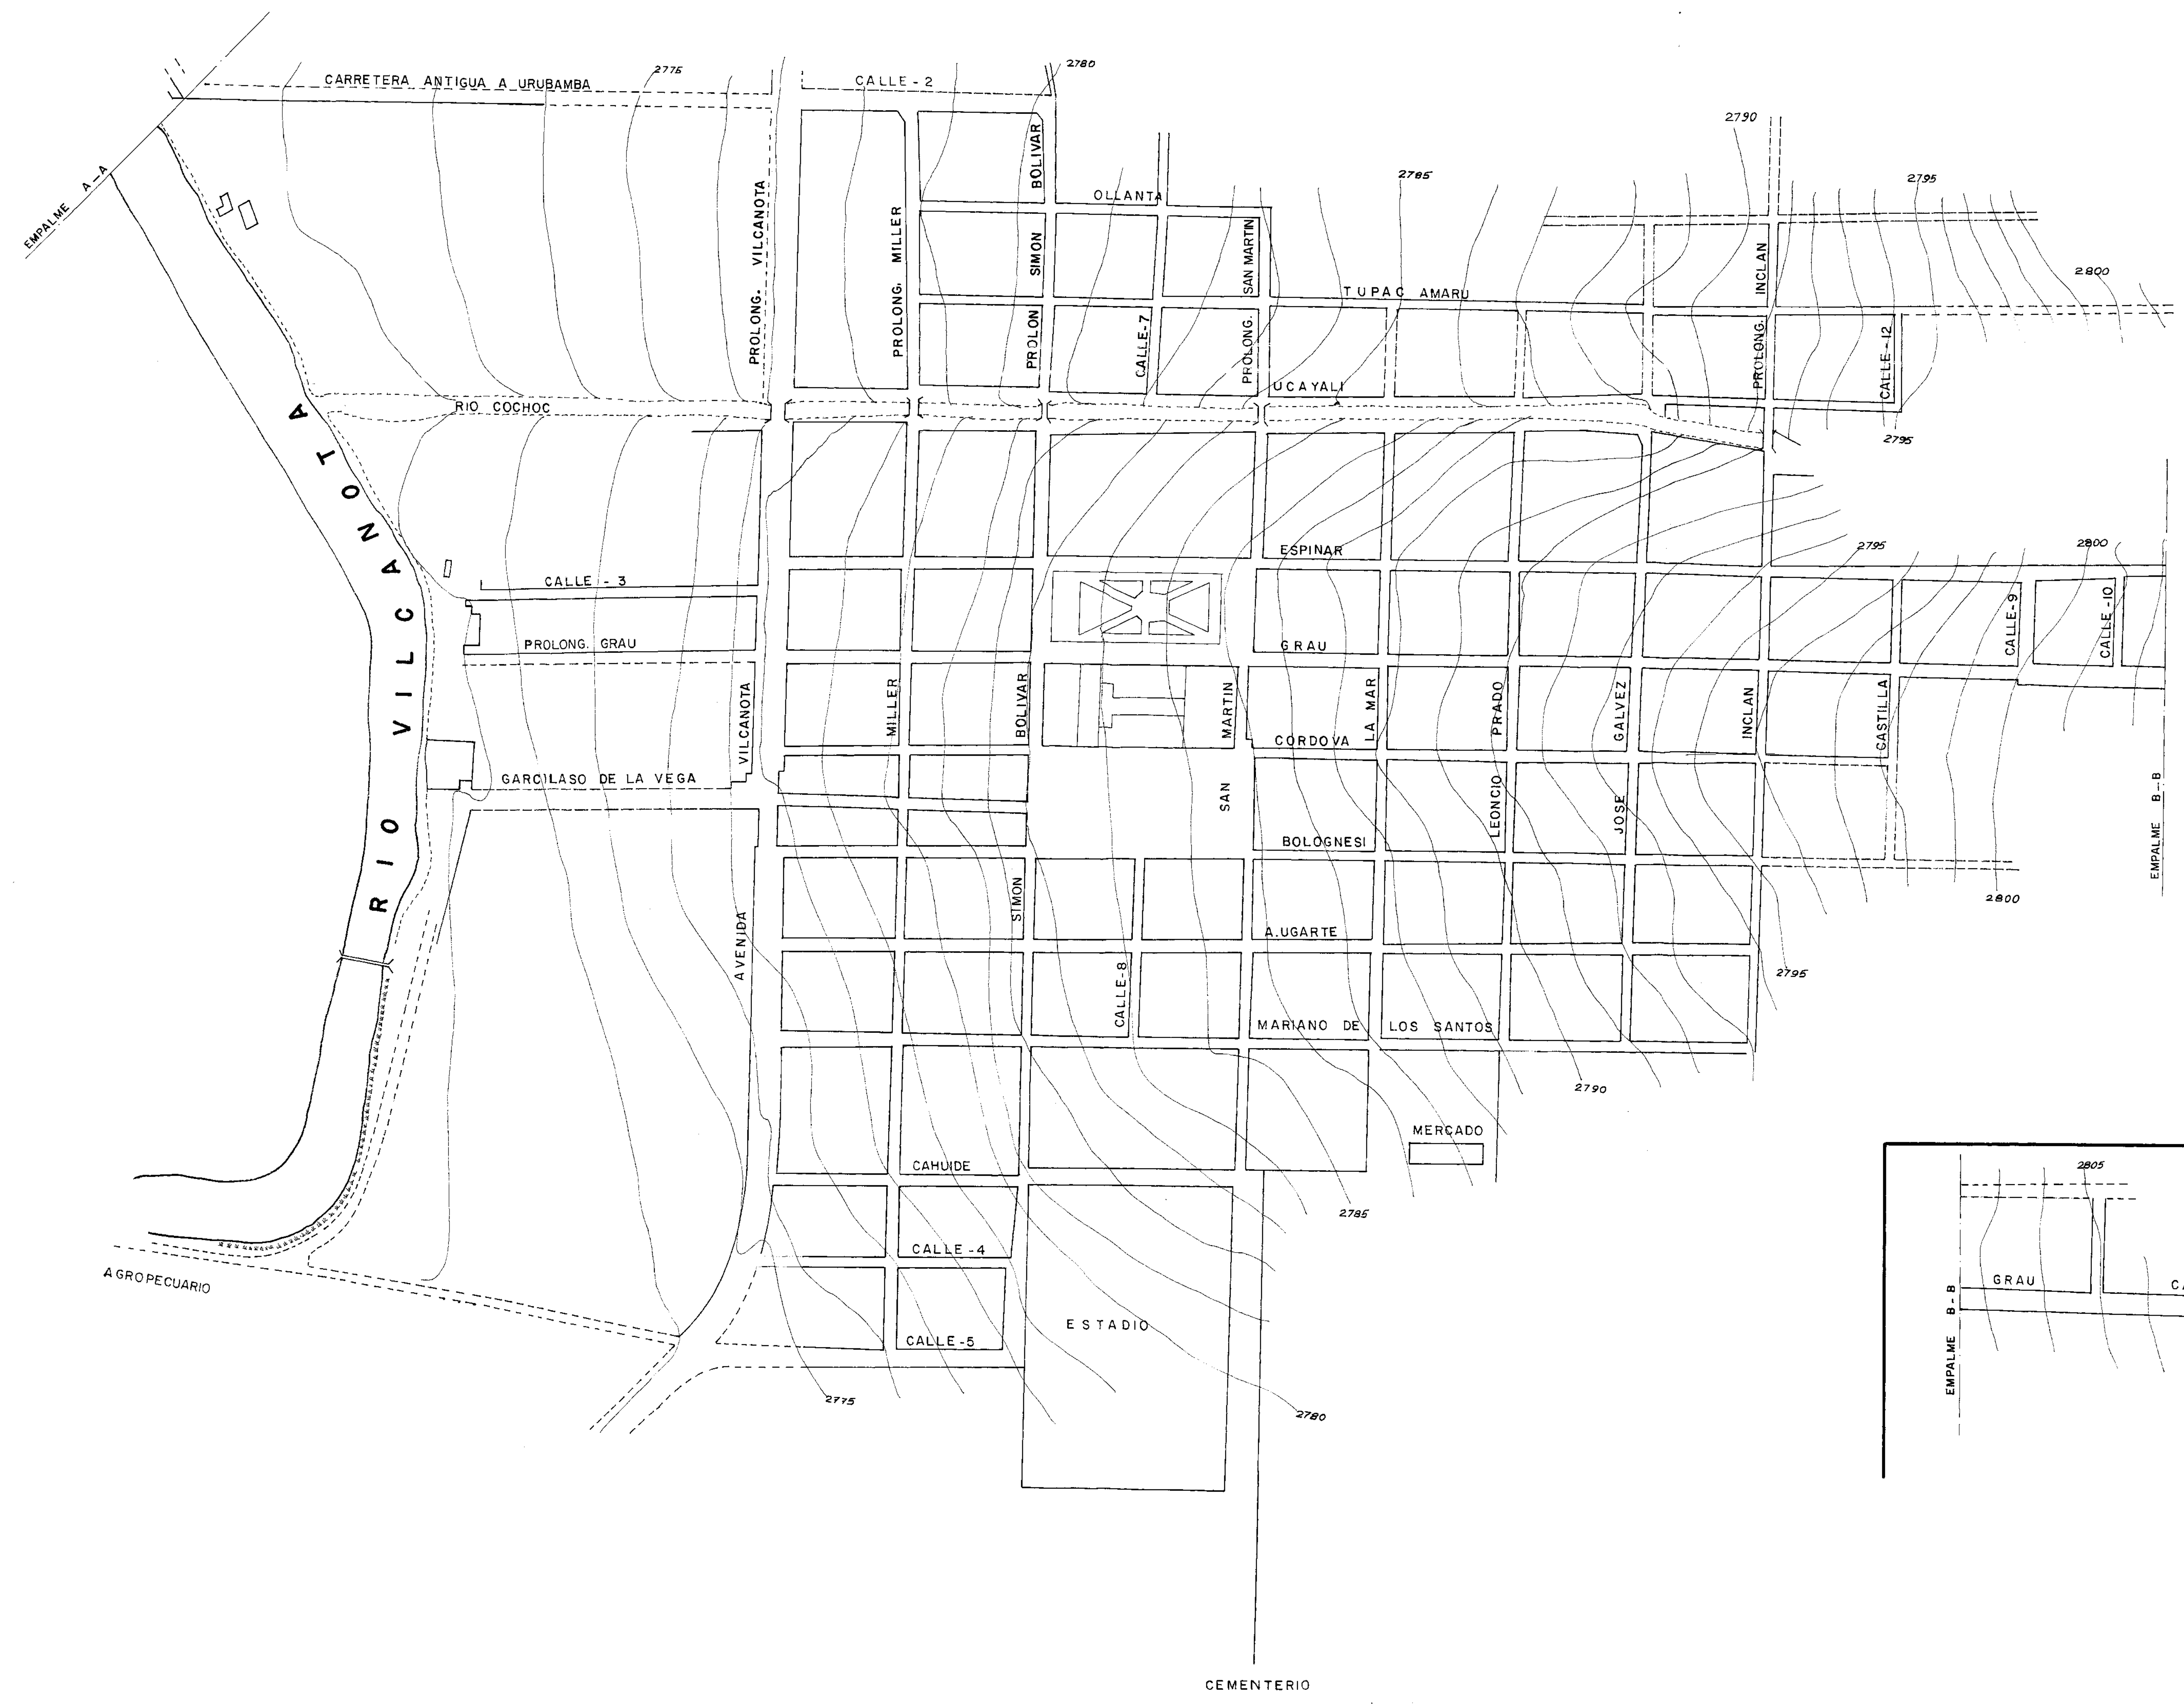 CARRETERA ANTIGUA A URUBAMBA
2775
CALLE - 2
2780
2790
EMPALME A-A
PROLONG. VILCANOTA
PROLONG. MILLER
PROLON SIMON BOLIVAR
OLLANTA
2785
2795
CALLE-7
PROLONG. SAN MARTIN
TUPAC AMARU
PROLONG. INCLAN
2800
CALLE-12
UCAYALI
RIO COCHOC
2795
RIO VILCANOTA
ESPINAR
2795
2800
CALLE - 3
CALLE-9
CALLE-10
PROLONG. GRAU
GRAU
AVENIDA VILCANOTA
MILLER
SIMON BOLIVAR
SAN MARTIN
LA MAR
LEONCIO PRADO
JOSE GALVEZ
INCLAN
CASTILLA
CORDOVA
GARCILASO DE LA VEGA
EMPALME B-B
BOLOGNESI
2800
A.UGARTE
2795
CALLE-8
MARIANO DE LOS SANTOS
2790
MERCADO
CAHUIDE
2785
CALLE-4
AGROPECUARIO
ESTADIO
CALLE-5
2775
2780
2805
GRAU
CA
EMPALME B-B
CEMENTERIO